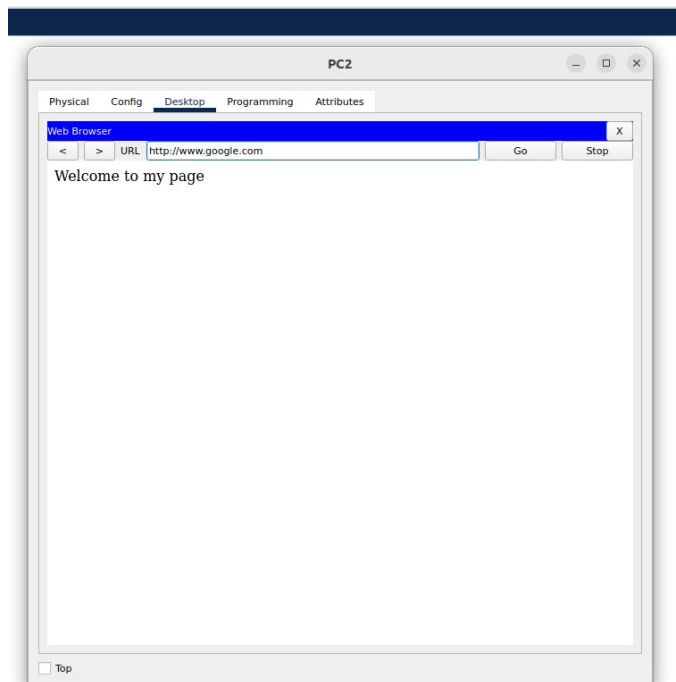 PC2
Physical Config Desktop Programming Attributes
Web Browser X
< > URL http://www.google.com Go Stop
Welcome to my page
Top